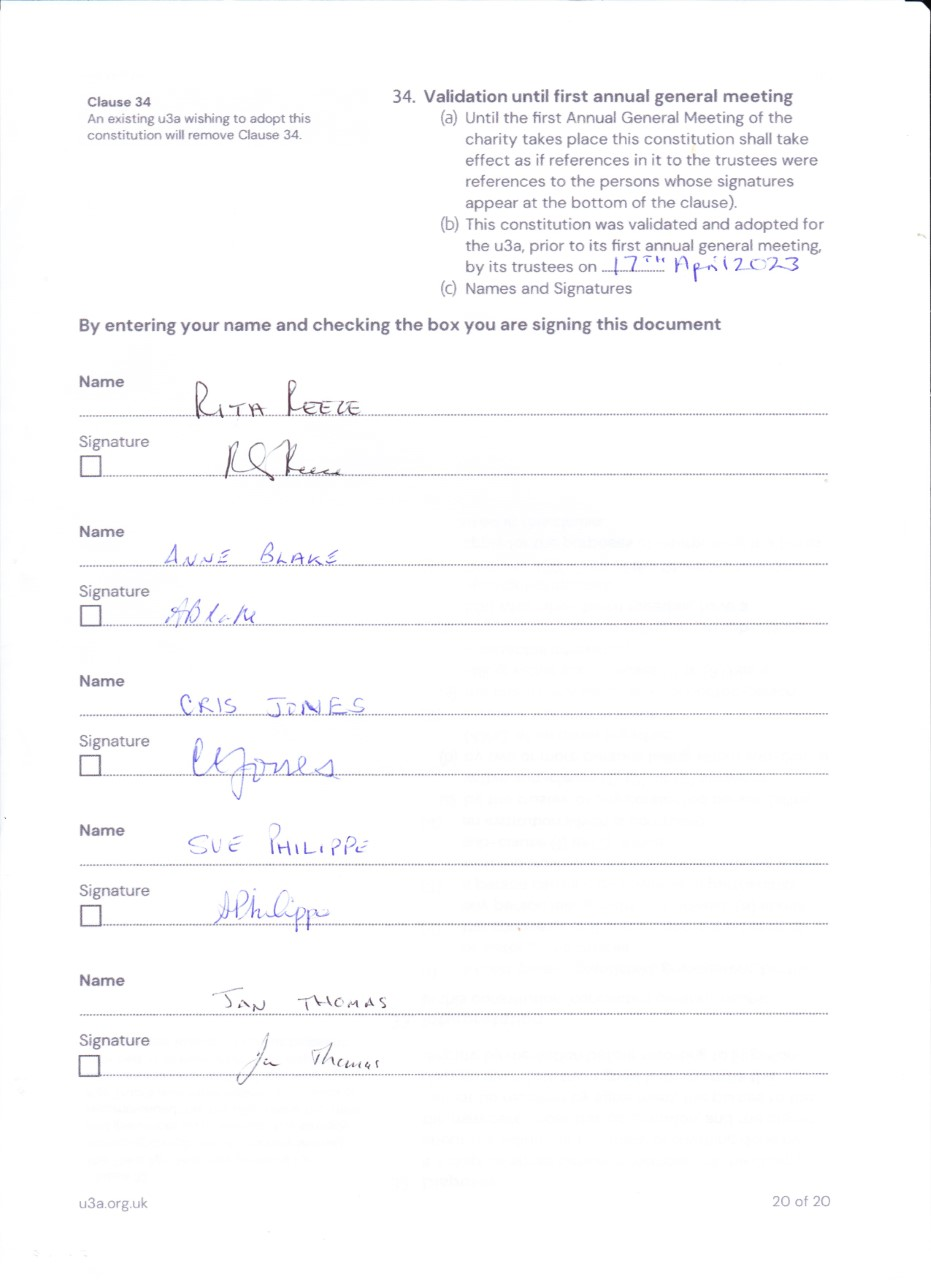 Clause 34
An existing u3a wishing to adopt this
constitution will remove Clause 34.
34. Validation until first annual general meeting
(a) Until the first Annual General Meeting of the
charity takes place this constitution shall take
effect as if references in it to the trustees were
references to the persons whose signatures
appear at the bottom of the clause).
(b) This constitution was validated and adopted for
the u3a, prior to its first annual general meeting,
by its trustees on 17TH April 2023
(c) Names and Signatures
By entering your name and checking the box you are signing this document
Name RITA REECE
Signature
R Reece
Name ANNE BLAKE
Signature
ABlake
Name CRIS JONES
Signature
CJones
Name SUE PHILIPPE
Signature
SPhilippe
Name JAN THOMAS
Signature
Jan Thomas
u3a.org.uk
20 of 20